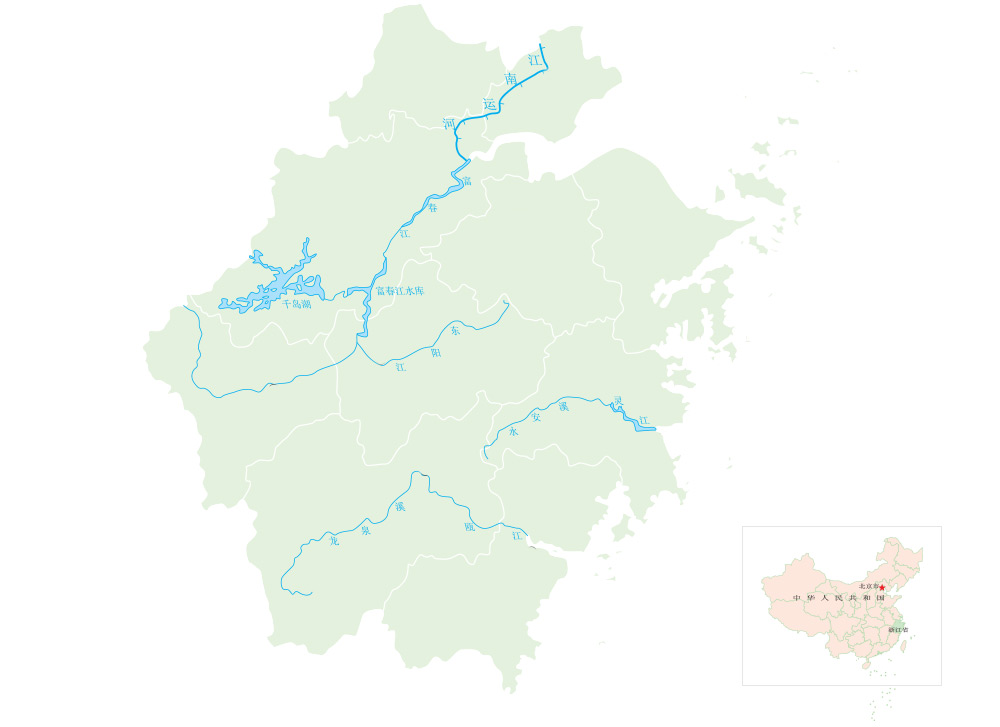 江南运河
富春江
富春江水库
千岛湖
东阳江
灵江
永安溪
龙泉溪
瓯江
北京市
中华人民共和国
浙江省